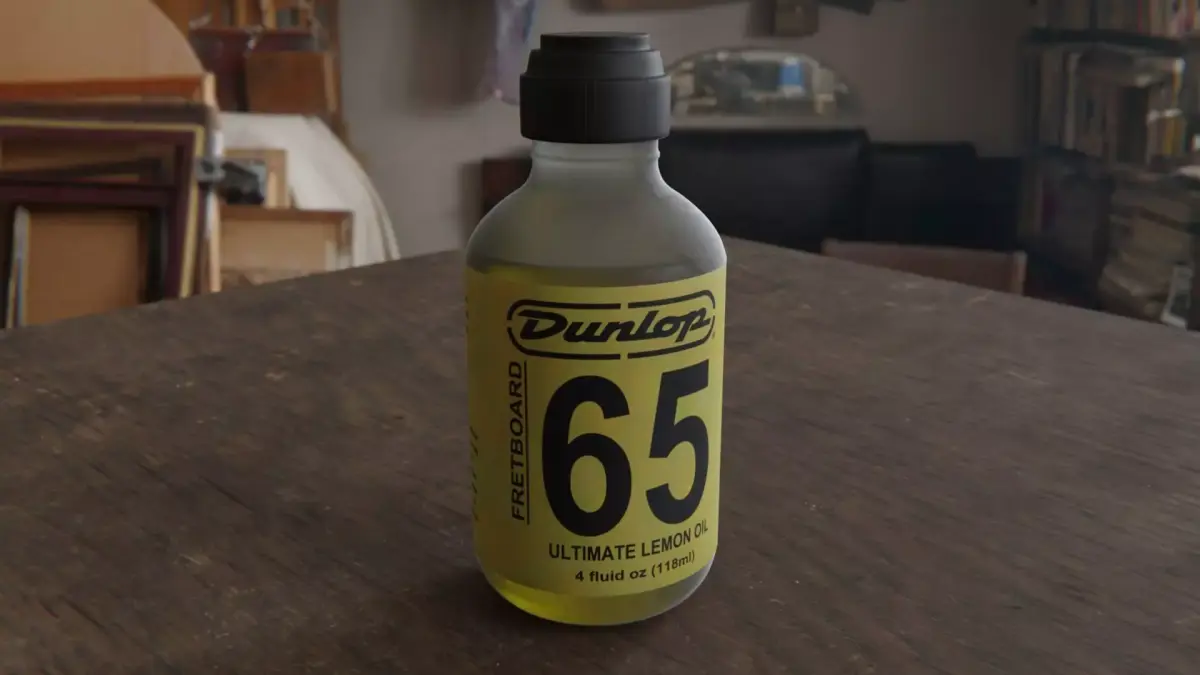 Dunlop
FRETBOARD
65
ULTIMATE LEMON OIL
4 fluid oz (118ml)